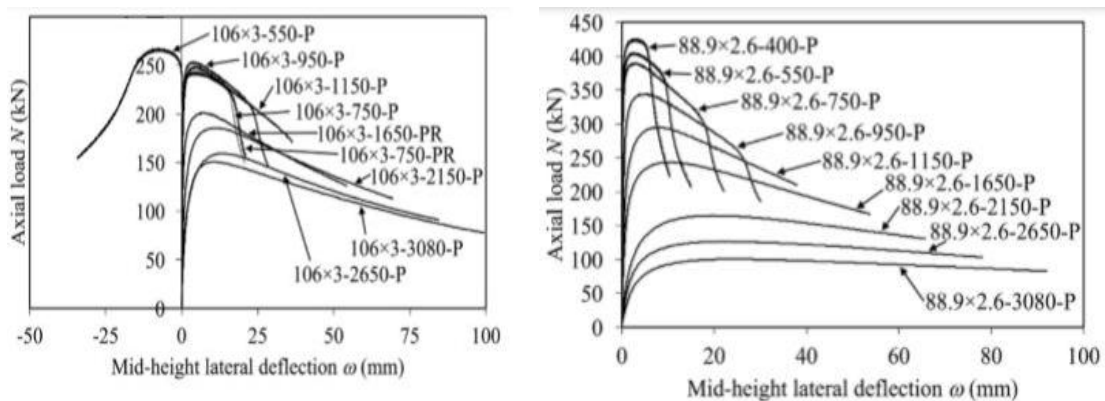 Axial load N (kN)
250
200
150
100
50
0
-50
-25
0
25
50
75
100
Mid-height lateral deflection ω (mm)
106×3-550-P
106×3-950-P
106×3-1150-P
106×3-750-P
106×3-1650-PR
106×3-750-PR
106×3-2150-P
106×3-3080-P
106×3-2650-P
Axial load N (kN)
450
400
350
300
250
200
150
100
50
0
0
20
40
60
80
100
Mid-height lateral deflection ω (mm)
88.9×2.6-400-P
88.9×2.6-550-P
88.9×2.6-750-P
88.9×2.6-950-P
88.9×2.6-1150-P
88.9×2.6-1650-P
88.9×2.6-2150-P
88.9×2.6-2650-P
88.9×2.6-3080-P